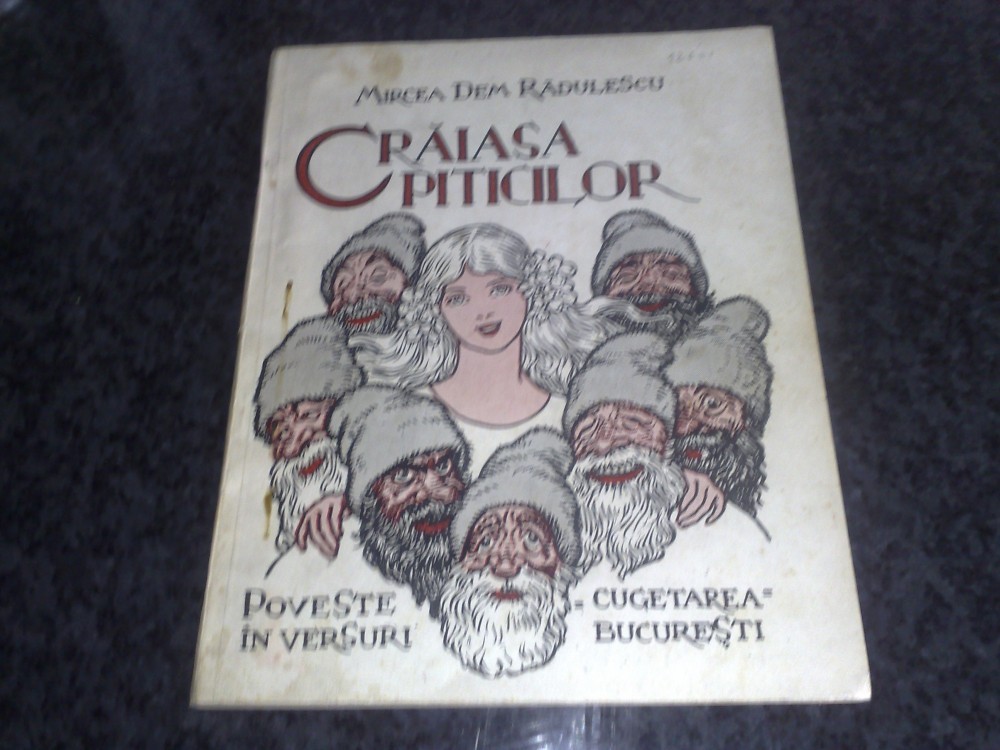 MIRCEA DEM RĂDULESCU
CRĂIASA
PITICILOR
POVESTE
ÎN VERSURI
= CUGETAREA =
BUCUREȘTI